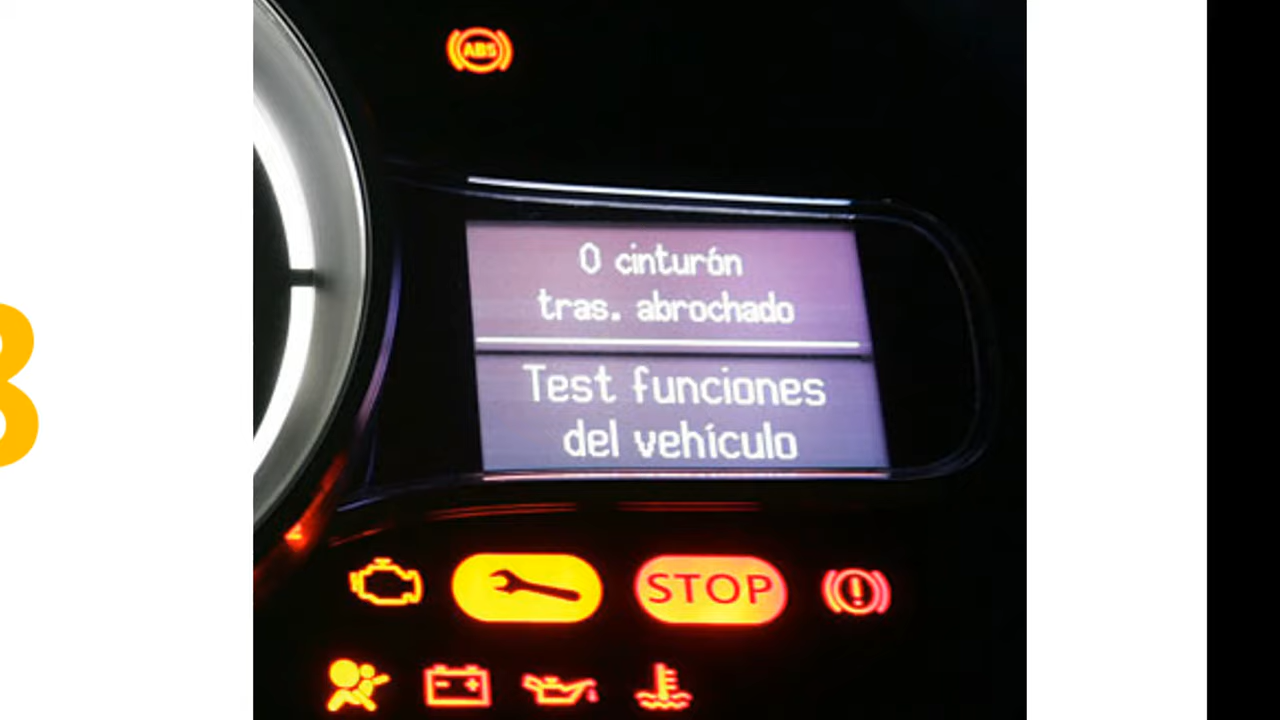 ABS
0 cinturón
tras. abrochado
Test funciones
del vehículo
STOP